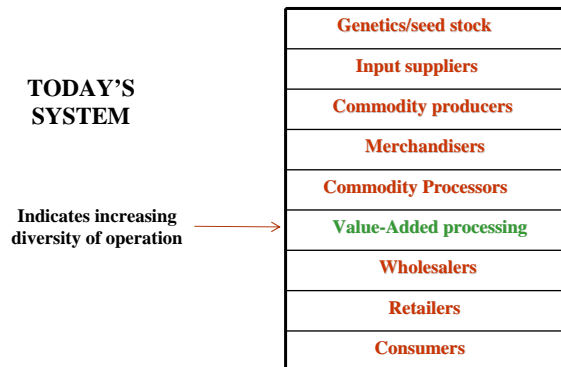 TODAY'S
SYSTEM
Indicates increasing
diversity of operation
Genetics/seed stock
Input suppliers
Commodity producers
Merchandisers
Commodity Processors
Value-Added processing
Wholesalers
Retailers
Consumers